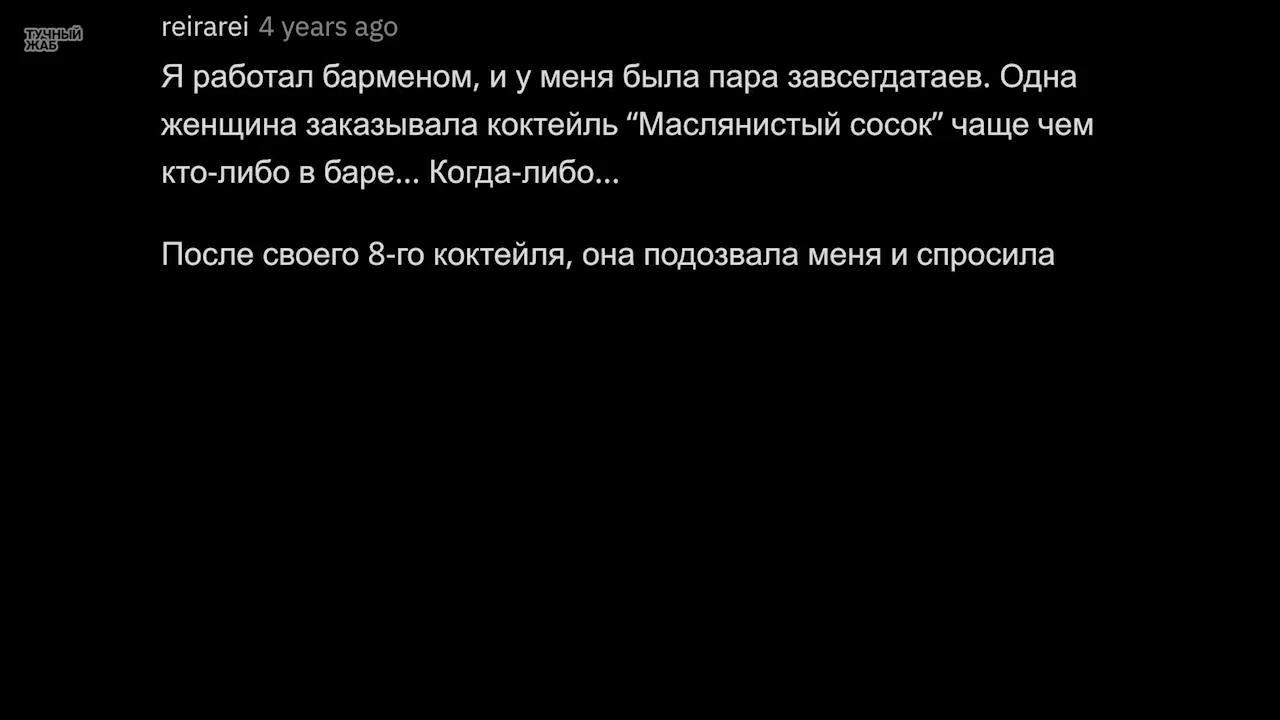 ТУЧНЫЙ
ЖАБ
reirarei 4 years ago
Я работал барменом, и у меня была пара завсегдатаев. Одна
женщина заказывала коктейль “Маслянистый сосок” чаще чем
кто-либо в баре... Когда-либо...
После своего 8-го коктейля, она подозвала меня и спросила